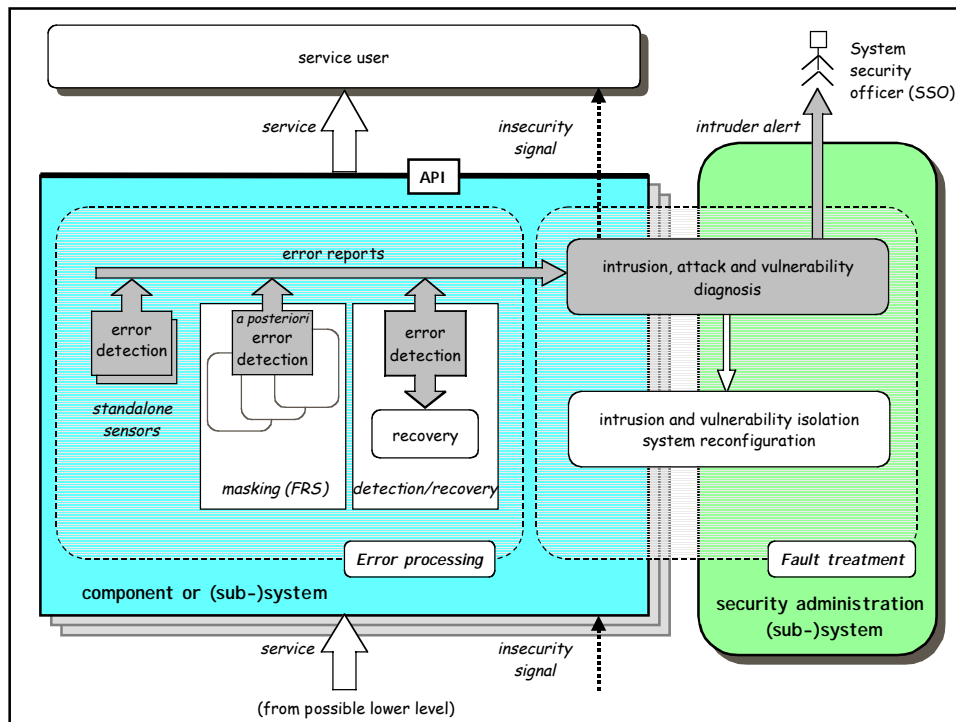 service user
System
security
officer (SSO)
service
insecurity
signal
intruder alert
API
error reports
intrusion, attack and vulnerability
diagnosis
error
detection
a posteriori
error
detection
error
detection
standalone
sensors
recovery
intrusion and vulnerability isolation
system reconfiguration
masking (FRS)
detection/recovery
Error processing
Fault treatment
component or (sub-)system
security administration
(sub-)system
service
insecurity
signal
(from possible lower level)